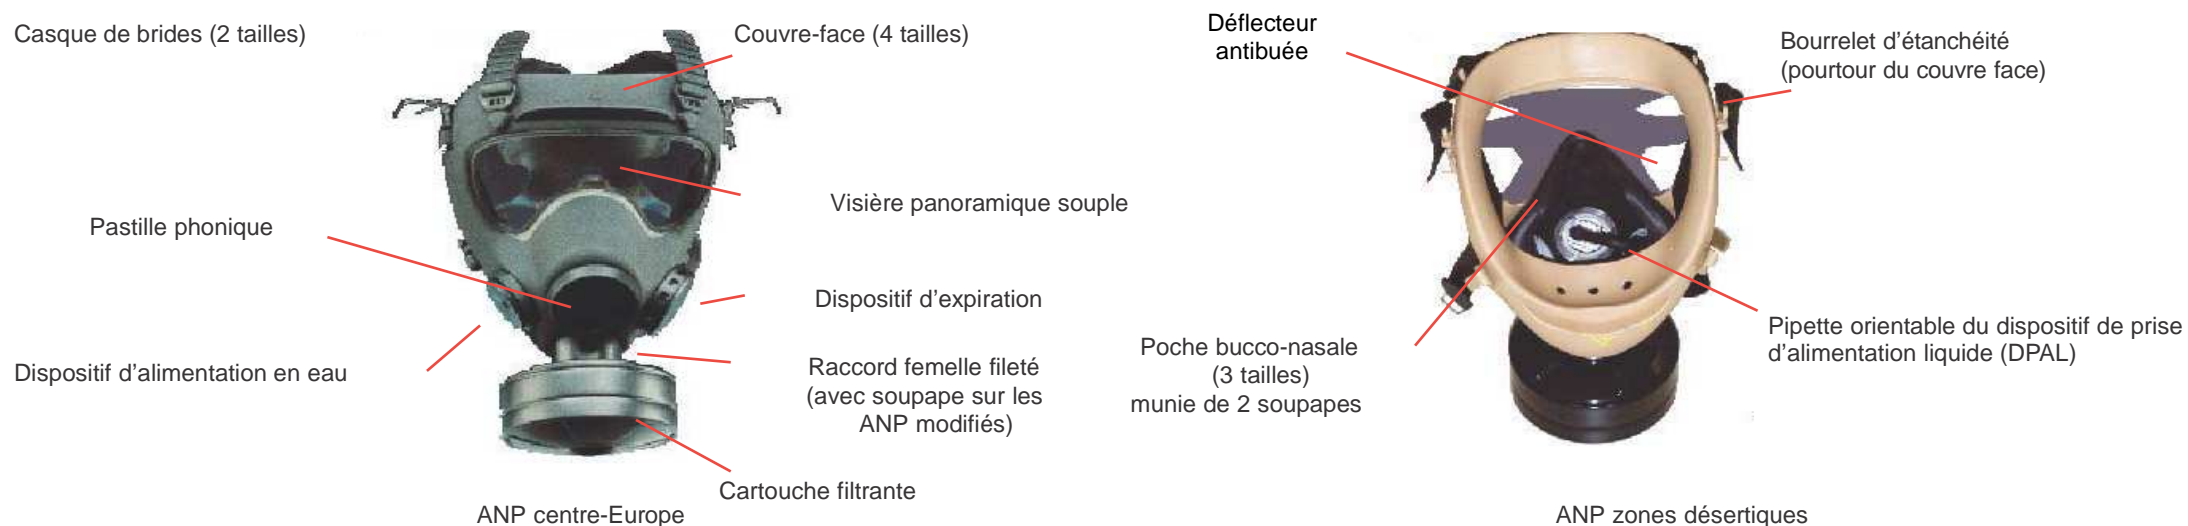 Casque de brides (2 tailles)
Couvre-face (4 tailles)
Visière panoramique souple
Pastille phonique
Dispositif d'expiration
Dispositif d'alimentation en eau
Raccord femelle fileté
(avec soupape sur les
ANP modifiés)
Cartouche filtrante
ANP centre-Europe
Déflecteur
antibuée
Bourrelet d'étanchéité
(pourtour du couvre face)
Poche bucco-nasale
(3 tailles)
munie de 2 soupapes
Pipette orientable du dispositif de prise
d'alimentation liquide (DPAL)
ANP zones désertiques